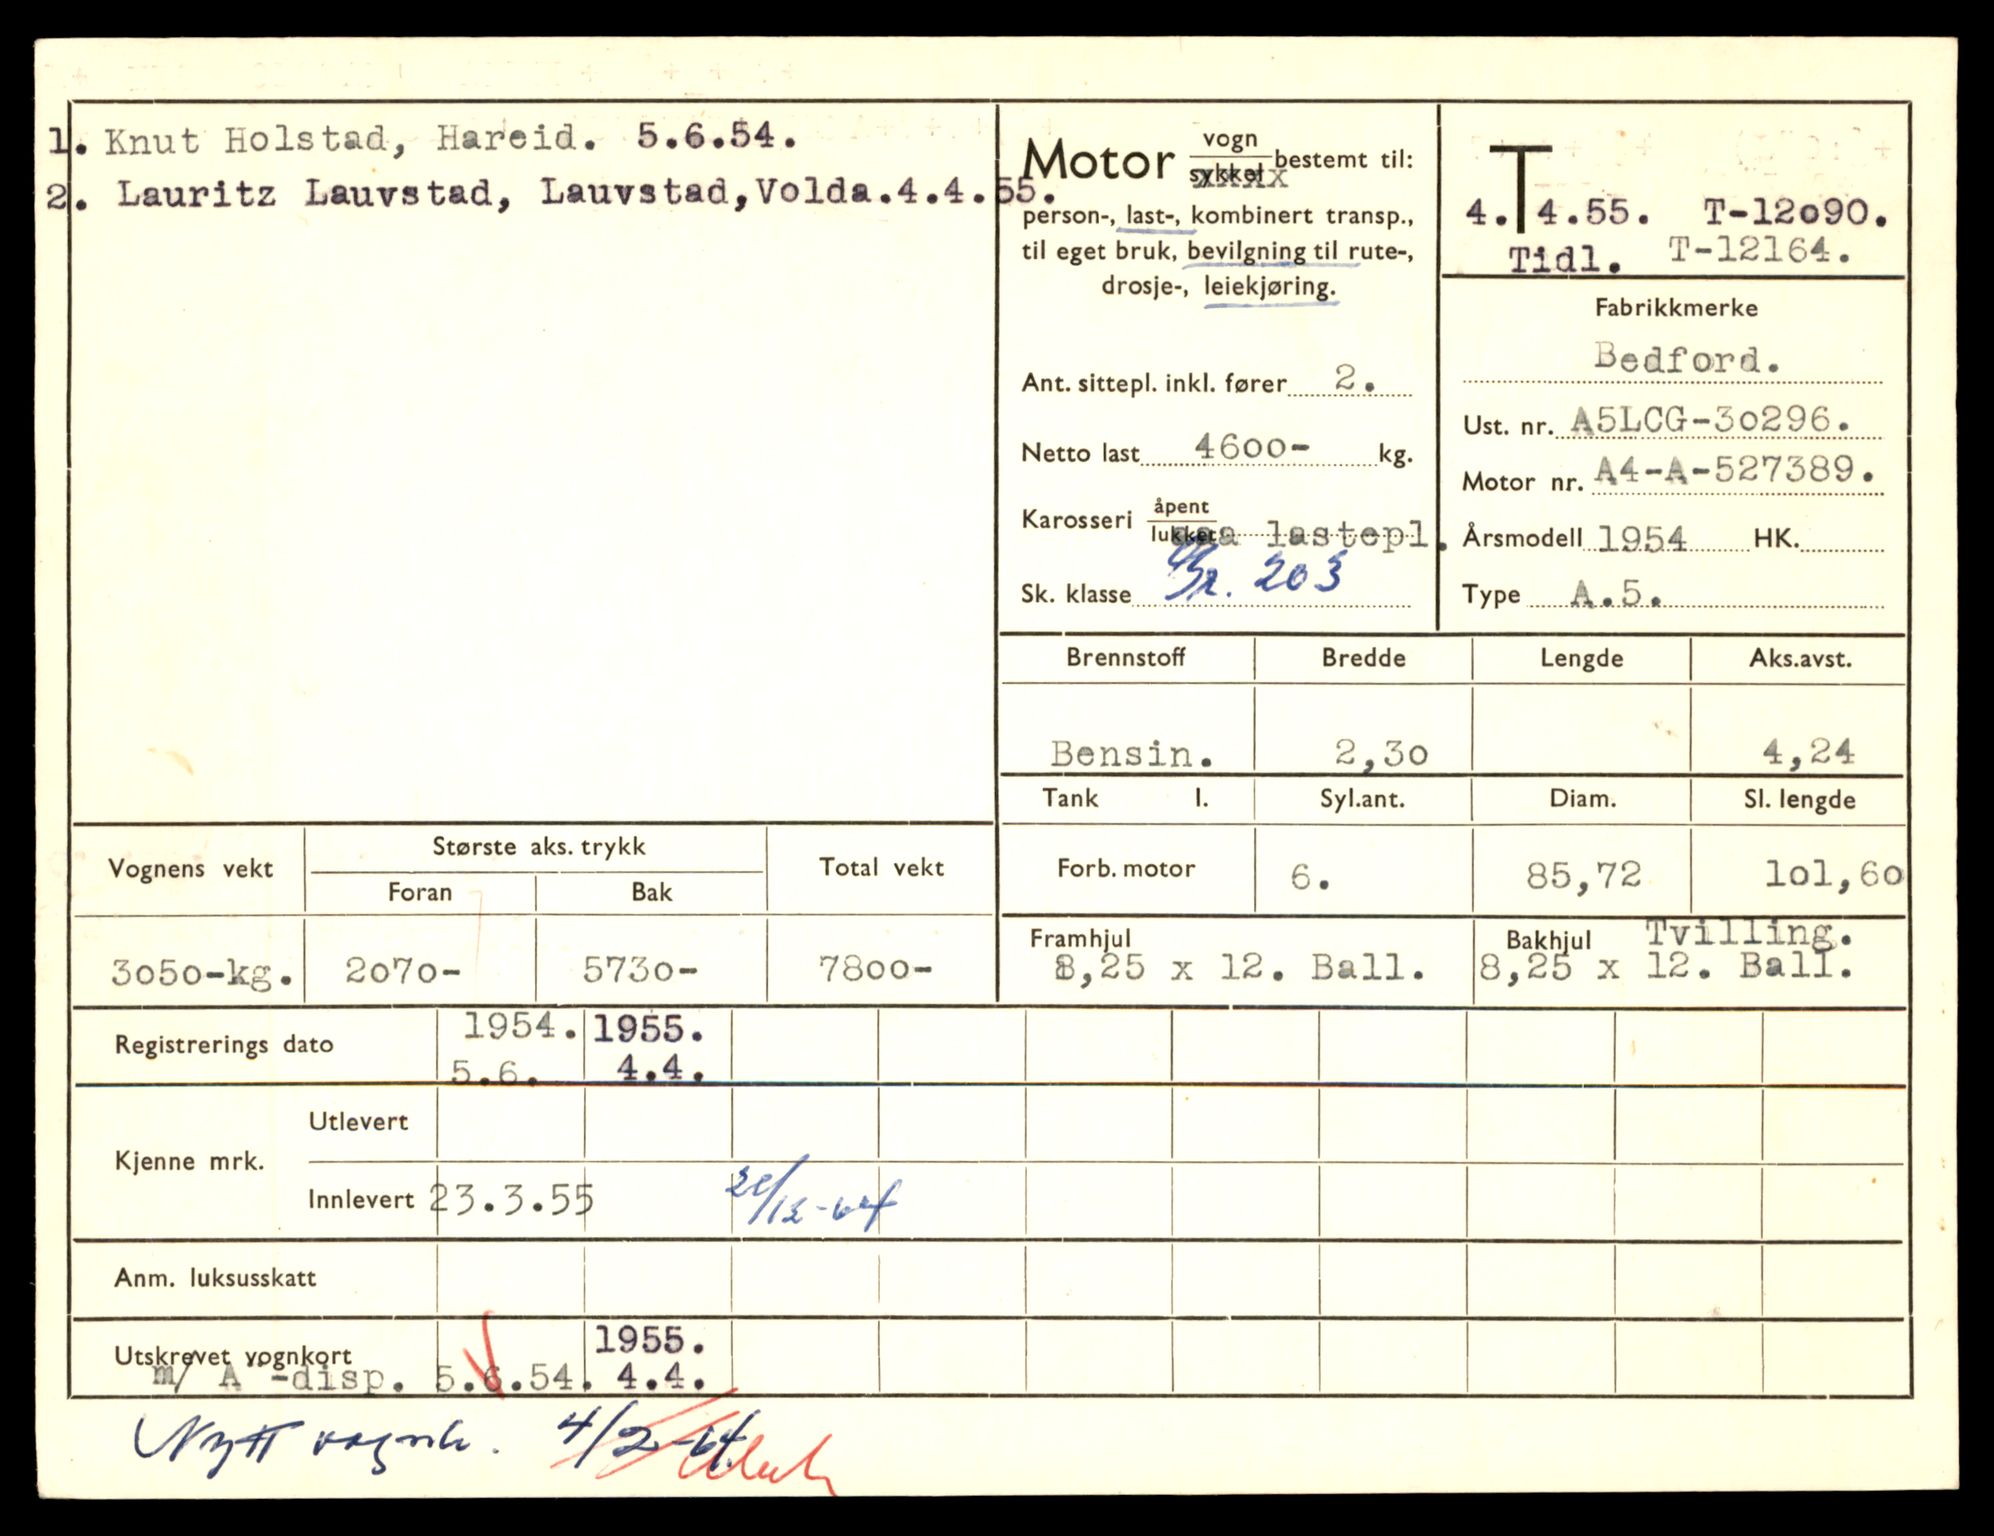 1. Knut Holstad, Hareid. 5.6.54.
2. Lauritz Lauvstad, Lauvstad,Volda.4.4.55.
Motor vogn
sykkel bestemt til:
person-, last-, kombinert transp.,
til eget bruk, bevilgning til rute-,
drosje-, leiekjøring.
Ant. sittepl. inkl. fører 2.
Netto last 4600- kg.
Karosseri åpent
lukket lastepl.
Sk. klasse 203
T
4. 4.55. T-12090.
Tidl. T-12164.
Fabrikkmerke
Bedford.
Ust. nr. A5LCG-30296.
Motor nr. A4-A-527389.
Årsmodell 1954 HK.
Type A.5.
Brennstoff Bredde Lengde Aks.avst.
Bensin. 2,30 4,24
Tank l. Syl.ant. Diam. Sl. lengde
Forb. motor 6. 85,72 101,60
Framhjul Bakhjul Tvilling.
8,25 x 12. Ball. 8,25 x 12. Ball.
Vognens vekt Største aks. trykk Total vekt
Foran Bak
3050-kg. 2070- 5730- 7800-
Registrerings dato 1954. 1955.
5.6. 4.4.
Kjenne mrk. Utlevert
Innlevert 23.3.55
Anm. luksusskatt
Utskrevet vognkort 1955.
m/ A -disp. 5.6.54. 4.4.
Nytt vognk. 4/2-64.